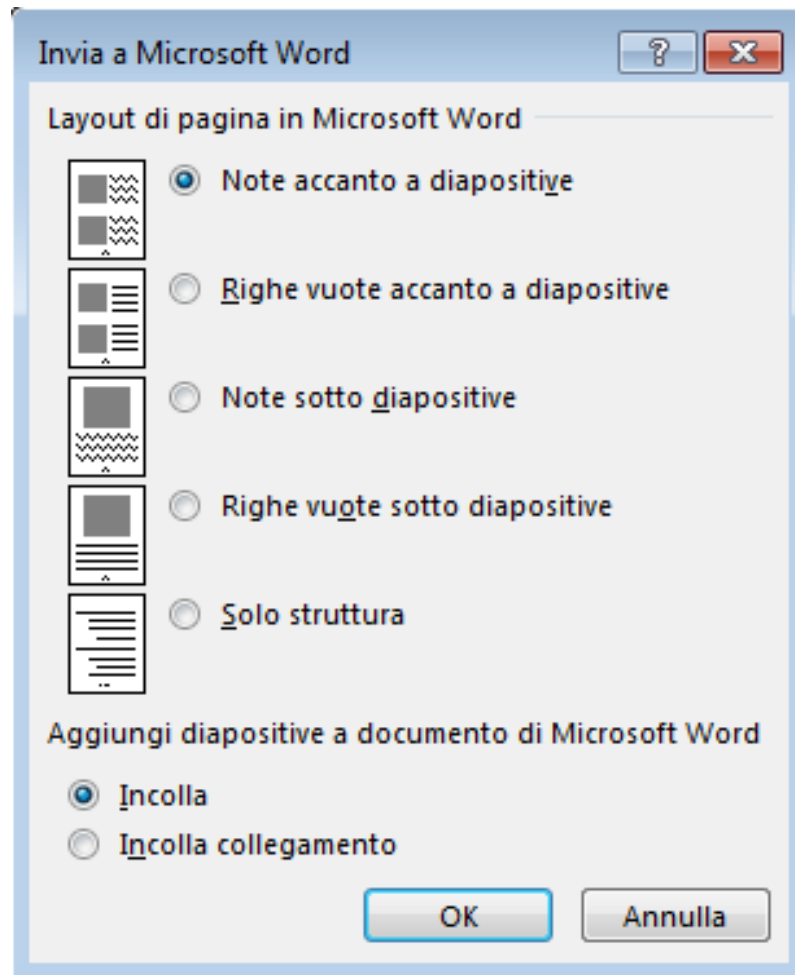 Invia a Microsoft Word
Layout di pagina in Microsoft Word
Note accanto a diapositive
Righe vuote accanto a diapositive
Note sotto diapositive
Righe vuote sotto diapositive
Solo struttura
Aggiungi diapositive a documento di Microsoft Word
Incolla
Incolla collegamento
OK Annulla